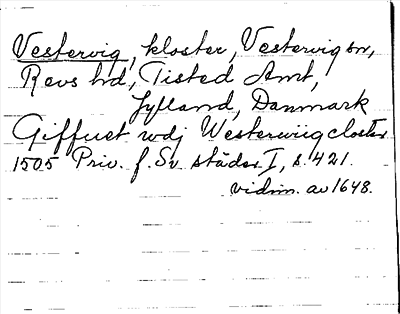 Vestervig, kloster, Vestervig sn,
Revs hd, Tisted Amt,
Jylland, Danmark
Giffuet wdj Westerwiigcloster
1505 Priv. f. Sv. städer I, s. 421.
vidim. av 1648.